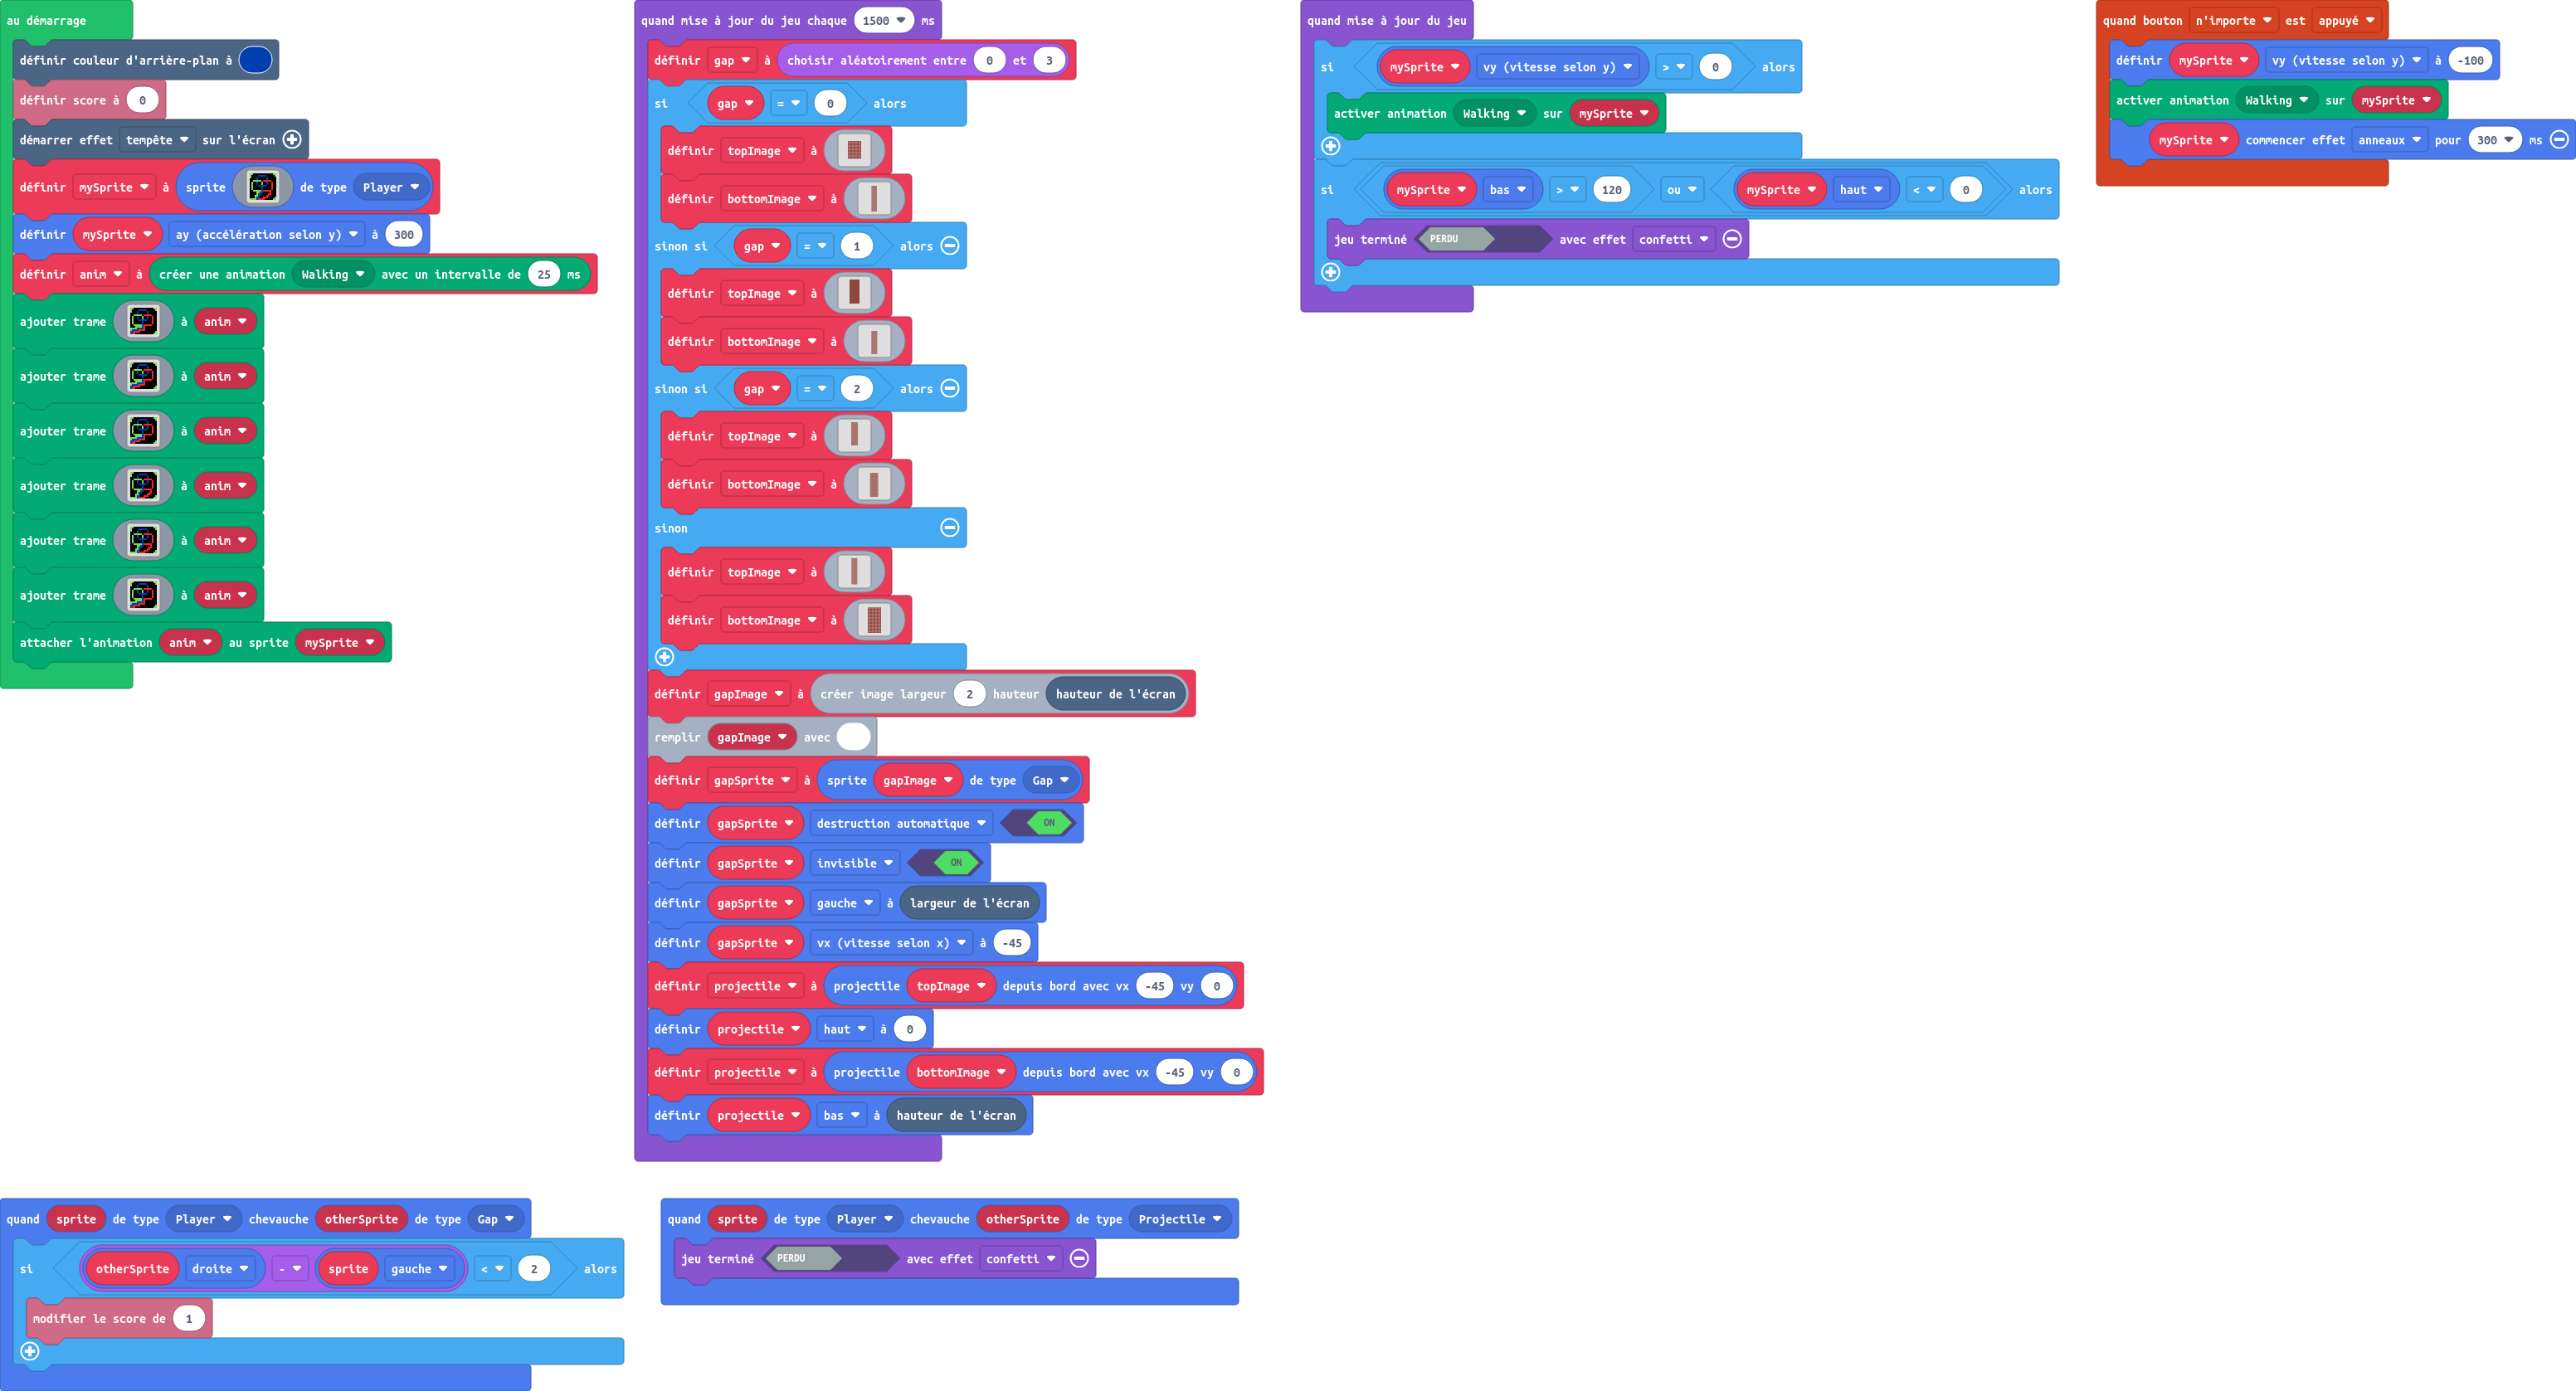 au démarrage
définir couleur d'arrière-plan à
définir score à 0
démarrer effet tempête sur l'écran
définir mySprite à sprite de type Player
définir mySprite ay (accélération selon y) à 300
définir anim à créer une animation Walking avec un intervalle de 25 ms
ajouter trame à anim
ajouter trame à anim
ajouter trame à anim
ajouter trame à anim
ajouter trame à anim
ajouter trame à anim
attacher l'animation anim au sprite mySprite
quand mise à jour du jeu chaque 1500 ms
définir gap à choisir aléatoirement entre 0 et 3
si gap = 0 alors
définir topImage à
définir bottomImage à
sinon si gap = 1 alors
définir topImage à
définir bottomImage à
sinon si gap = 2 alors
définir topImage à
définir bottomImage à
sinon
définir topImage à
définir bottomImage à
définir gapImage à créer image largeur 2 hauteur hauteur de l'écran
remplir gapImage avec
définir gapSprite à sprite gapImage de type Gap
définir gapSprite destruction automatique ON
définir gapSprite invisible ON
définir gapSprite gauche à largeur de l'écran
définir gapSprite vx (vitesse selon x) à -45
définir projectile à projectile topImage depuis bord avec vx -45 vy 0
définir projectile haut à 0
définir projectile à projectile bottomImage depuis bord avec vx -45 vy 0
définir projectile bas à hauteur de l'écran
quand mise à jour du jeu
si mySprite vy (vitesse selon y) > 0 alors
activer animation Walking sur mySprite
si mySprite bas > 120 ou mySprite haut < 0 alors
jeu terminé PERDU avec effet confetti
quand bouton n'importe est appuyé
définir mySprite vy (vitesse selon y) à -100
activer animation Walking sur mySprite
mySprite commencer effet anneaux pour 300 ms
quand sprite de type Player chevauche otherSprite de type Gap
si otherSprite droite - sprite gauche < 2 alors
modifier le score de 1
quand sprite de type Player chevauche otherSprite de type Projectile
jeu terminé PERDU avec effet confetti